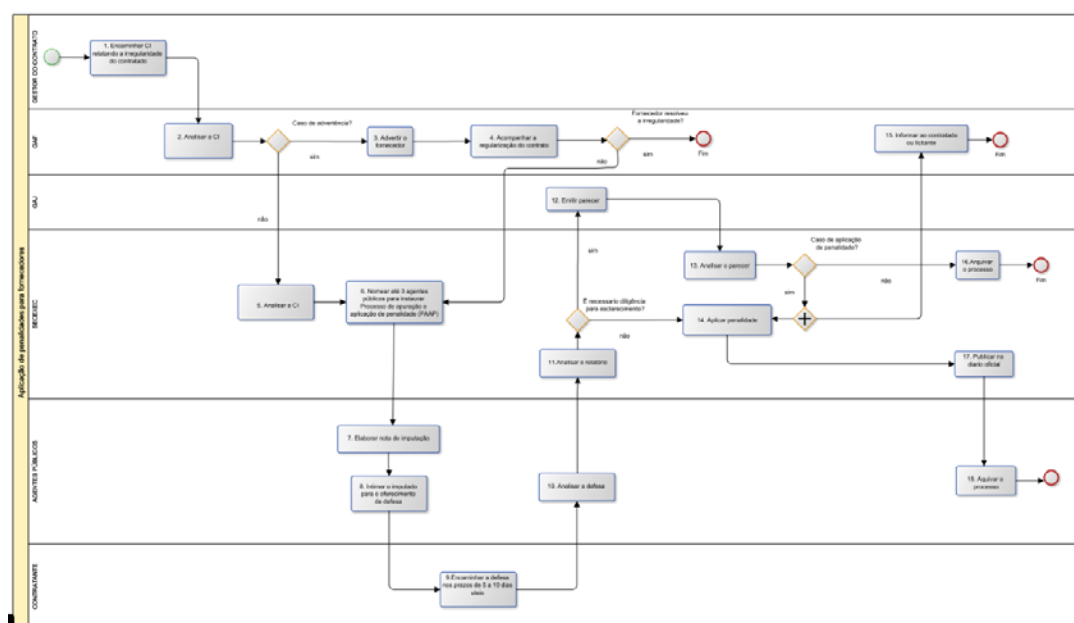 Aplicação de penalidades para fornecedores
GESTOR DO CONTRATO
1. Encaminhar CI
relatando a irregularidade
do contratado
GAF
2. Analisar a CI
Caso de advertência?
sim
não
3. Advertir o
fornecedor
4. Acompanhar a
regularização do contrato
Fornecedor resolveu
a irregularidade?
não
sim
Fim
15. Informar ao contratado
ou licitante
Fim
GAJ
12. Emitir parecer
SECEXEC
5. Analisar a CI
6. Nomear até 3 agentes
públicos para instaurar
Processo de apuração e
aplicação de penalidade (PAAP)
sim
É necessario diligência
para esclarecimento?
não
11.Analisar o relatório
13. Analisar o parecer
Caso de aplicação
de penalidade?
sim
não
14. Aplicar penalidade
16.Arquivar
o processo
Fim
17. Publicar no
diario oficial
AGENTES PÚBLICOS
7. Elaborar nota de imputação
8. Intimar o imputado
para o oferecimento
de defesa
10. Analisar a defesa
18. Aquivar o
processo
CONTRATANTE
9.Encaminhar a defesa
nos prazos de 5 a 10 dias
uteis